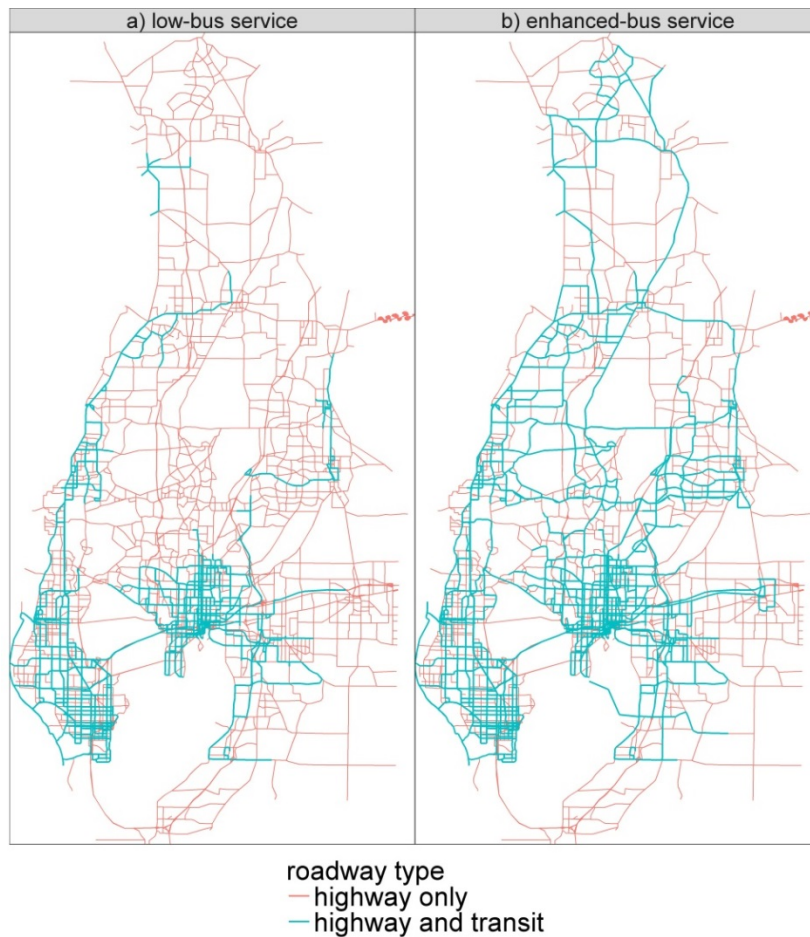 a) low-bus service
b) enhanced-bus service
roadway type
highway only
highway and transit